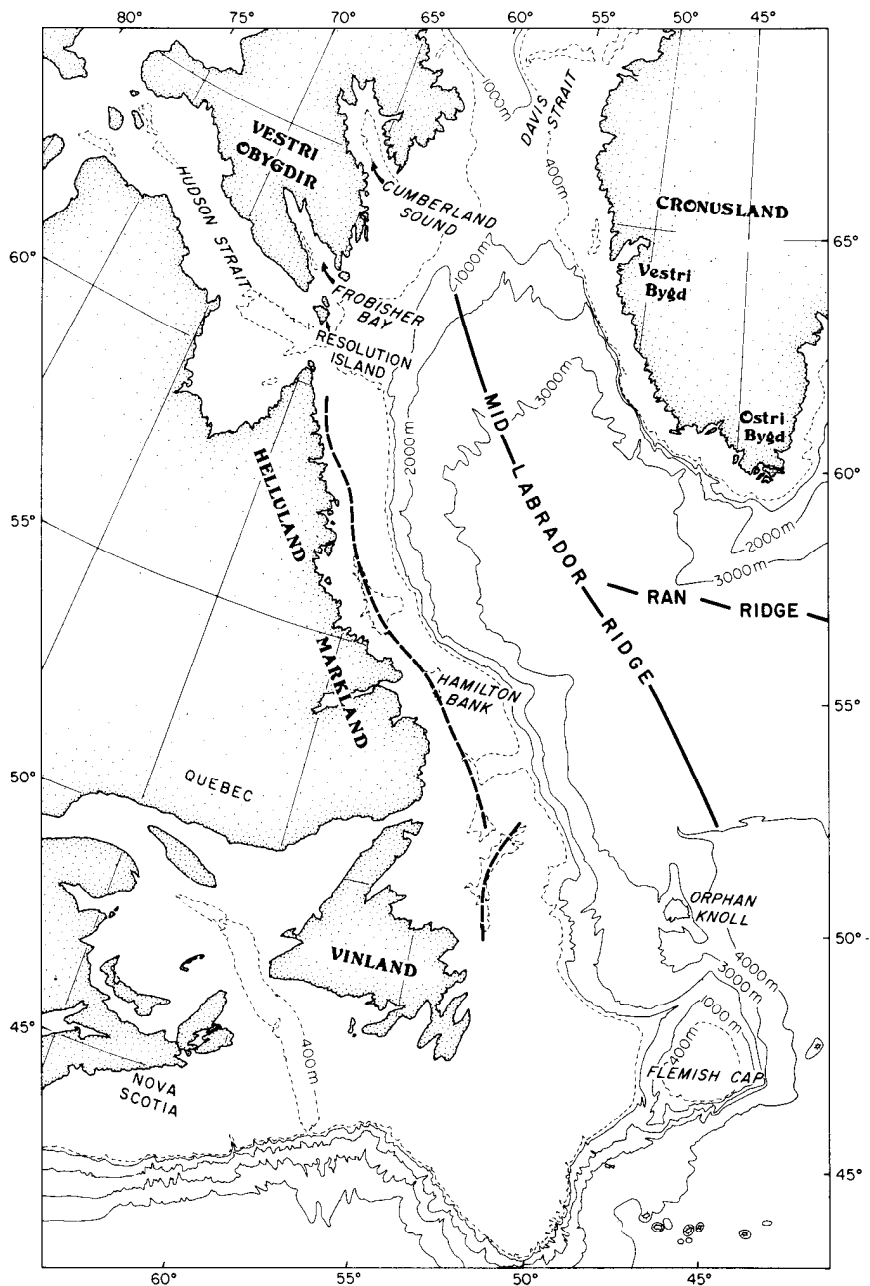 80° 75° 70° 65° 60° 55° 50° 45°
1000m
DAVIS
STRAIT
400m
VESTRI
OBYGDIR
HUDSON STRAIT
CUMBERLAND
SOUND
CRONUSLAND
65°
60°
1000m
Vestri
Bygd
FROBISHER
BAY
RESOLUTION
ISLAND
MID LABRADOR RIDGE
3000m
2000m
Ostri
Bygd
60°
HELLULAND
55°
2000m
3000m
RAN RIDGE
MARKLAND
HAMILTON
BANK
55°
50°
QUEBEC
ORPHAN
KNOLL
50°
VINLAND
4000m
3000m
1000m
400m
45°
400m
FLEMISH CAP
NOVA
SCOTIA
45°
60° 55° 50° 45°